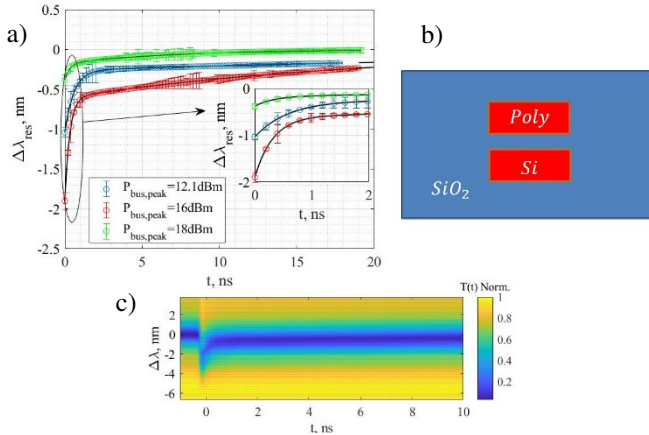 a)
0
-0.5
-1
-1.5
-2
-2.5
Δλres, nm
0 5 10 15 20
t, ns
0
-1
-2
Δλres, nm
0 1 2
t, ns
Pbus,peak=12.1dBm
Pbus,peak=16dBm
Pbus,peak=18dBm
b)
Poly
Si
SiO2
c)
T(t) Norm.
2
0
-2
-4
-6
Δλ, nm
0 2 4 6 8 10
t, ns
1
0.8
0.6
0.4
0.2